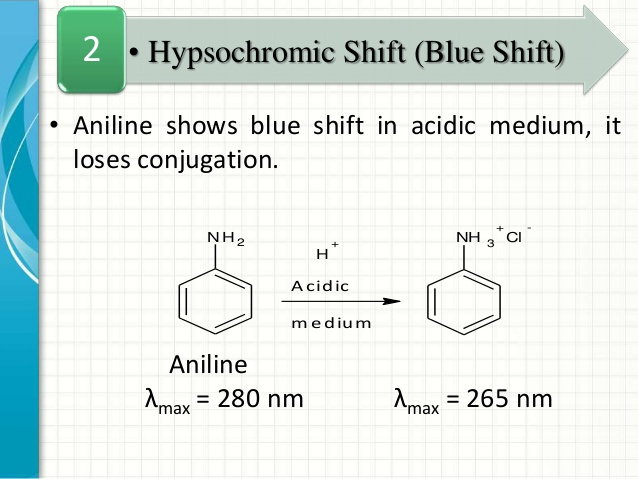 2 • Hypsochromic Shift (Blue Shift)
• Aniline shows blue shift in acidic medium, it
loses conjugation.
NH₂
H⁺
Acidic
medium
NH₃⁺Cl⁻
Aniline
λmax = 280 nm
λmax = 265 nm